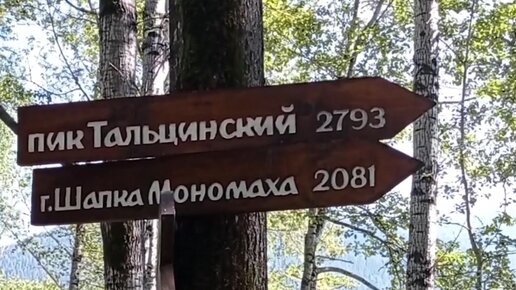 пик Тальцинский 2793
г. Шапка Мономаха 2081